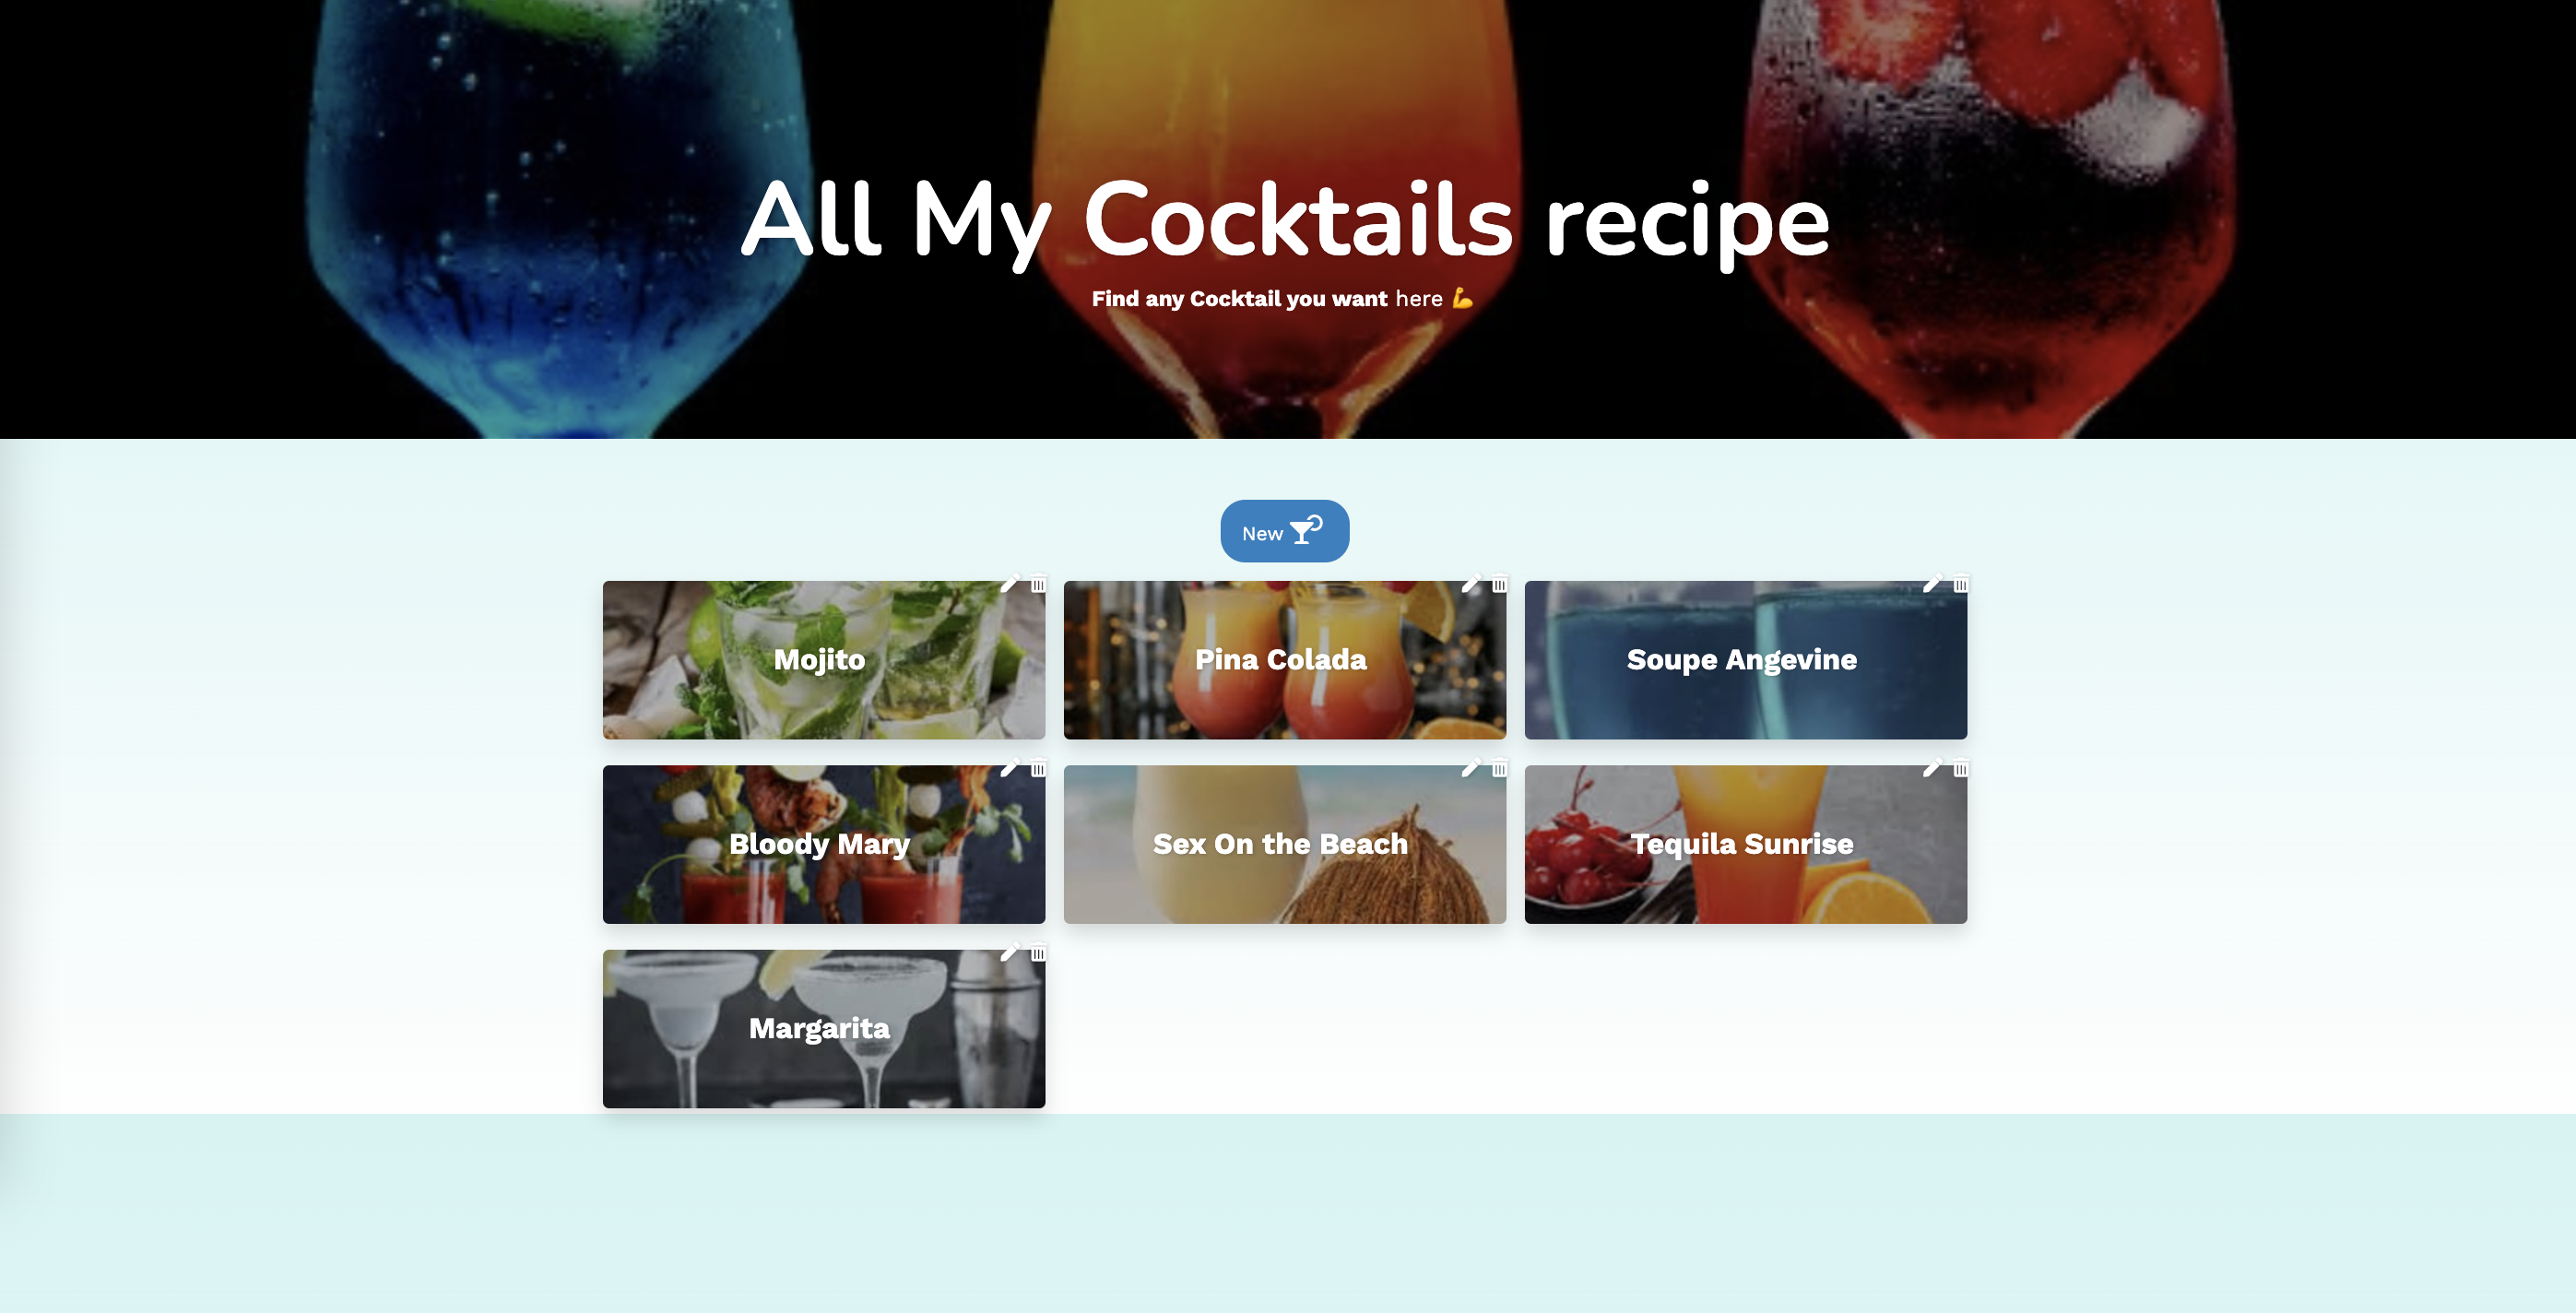 All My Cocktails recipe
Find any Cocktail you want here 💪
New
Mojito
Pina Colada
Soupe Angevine
Bloody Mary
Sex On the Beach
Tequila Sunrise
Margarita